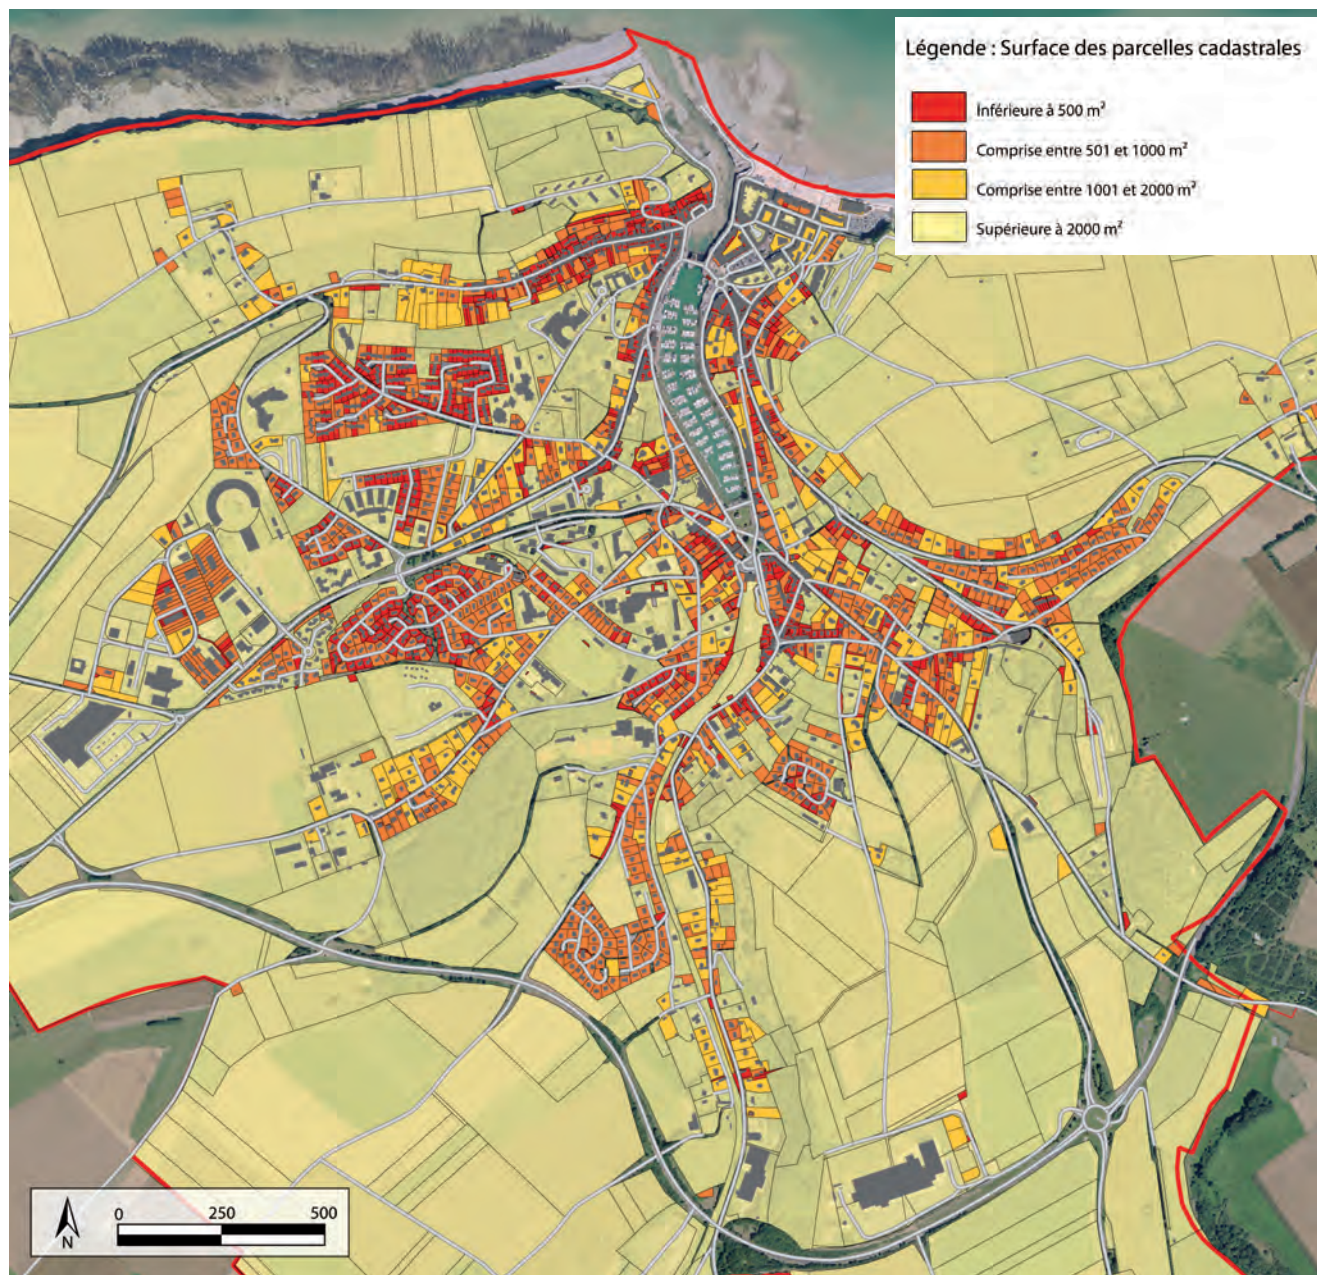 Légende : Surface des parcelles cadastrales
Inférieure à 500 m²
Comprise entre 501 et 1000 m²
Comprise entre 1001 et 2000 m²
Supérieure à 2000 m²
0 250 500
N